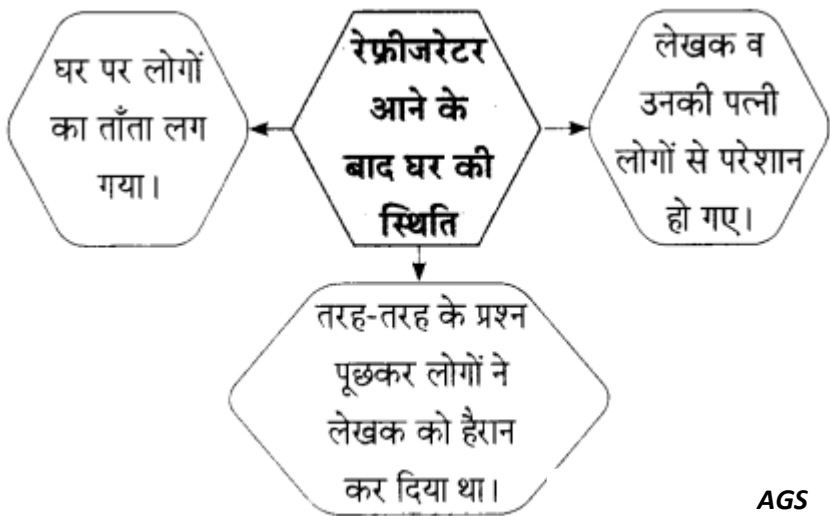 घर पर लोगों
का ताँता लग
गया।
रेफ्रीजरेटर
आने के
बाद घर की
स्थिति
लेखक व
उनकी पत्नी
लोगों से परेशान
हो गए।
तरह-तरह के प्रश्न
पूछकर लोगों ने
लेखक को हैरान
कर दिया था।
AGS